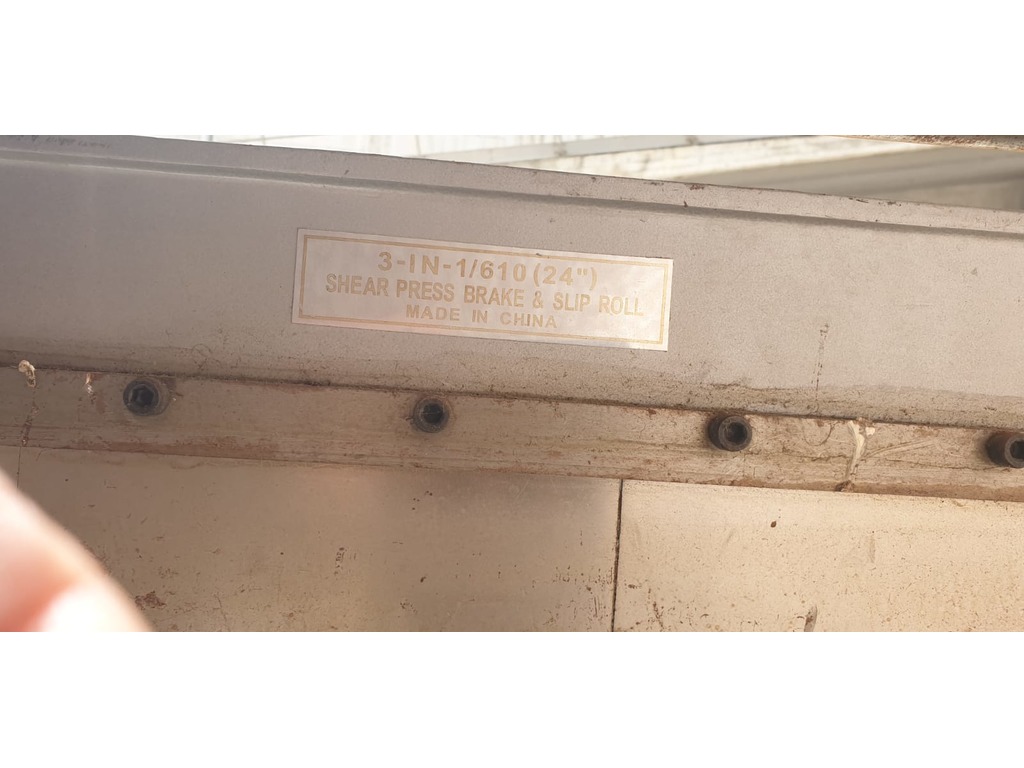 3-IN-1/610 (24")
SHEAR PRESS BRAKE & SLIP ROLL
MADE IN CHINA